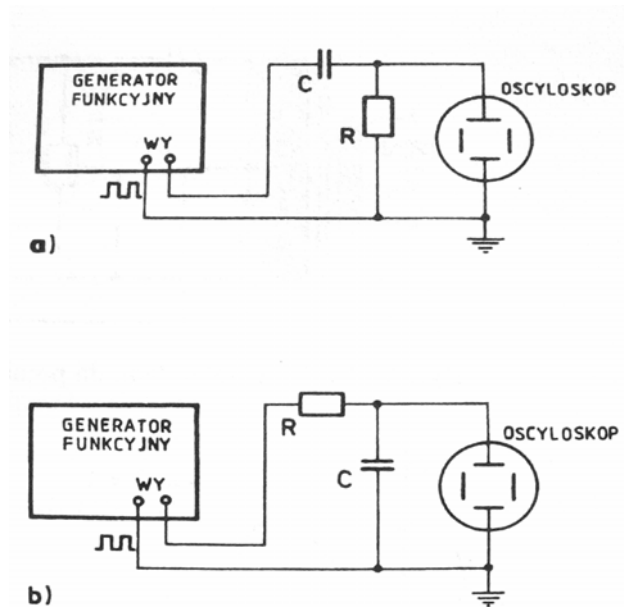 GENERATOR
FUNKCYJNY
WY
C
R
OSCYLOSKOP
a)
GENERATOR
FUNKCYJNY
WY
R
C
OSCYLOSKOP
b)